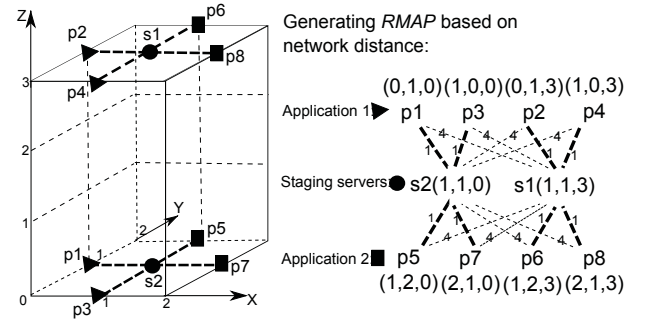 Z
p6
p2
s1
p8
p4
3
2
1
Y
2
p5
p1
1
p7
s2
0
p3
1
2
X
Generating RMAP based on
network distance:
(0,1,0)(1,0,0)(0,1,3)(1,0,3)
Application 1 p1 p3 p2 p4
4 4 4 4
1 1 1 1
Staging servers: s2(1,1,0) s1(1,1,3)
1 1 1 1
4 4 4 4
Application 2 p5 p7 p6 p8
(1,2,0)(2,1,0)(1,2,3)(2,1,3)